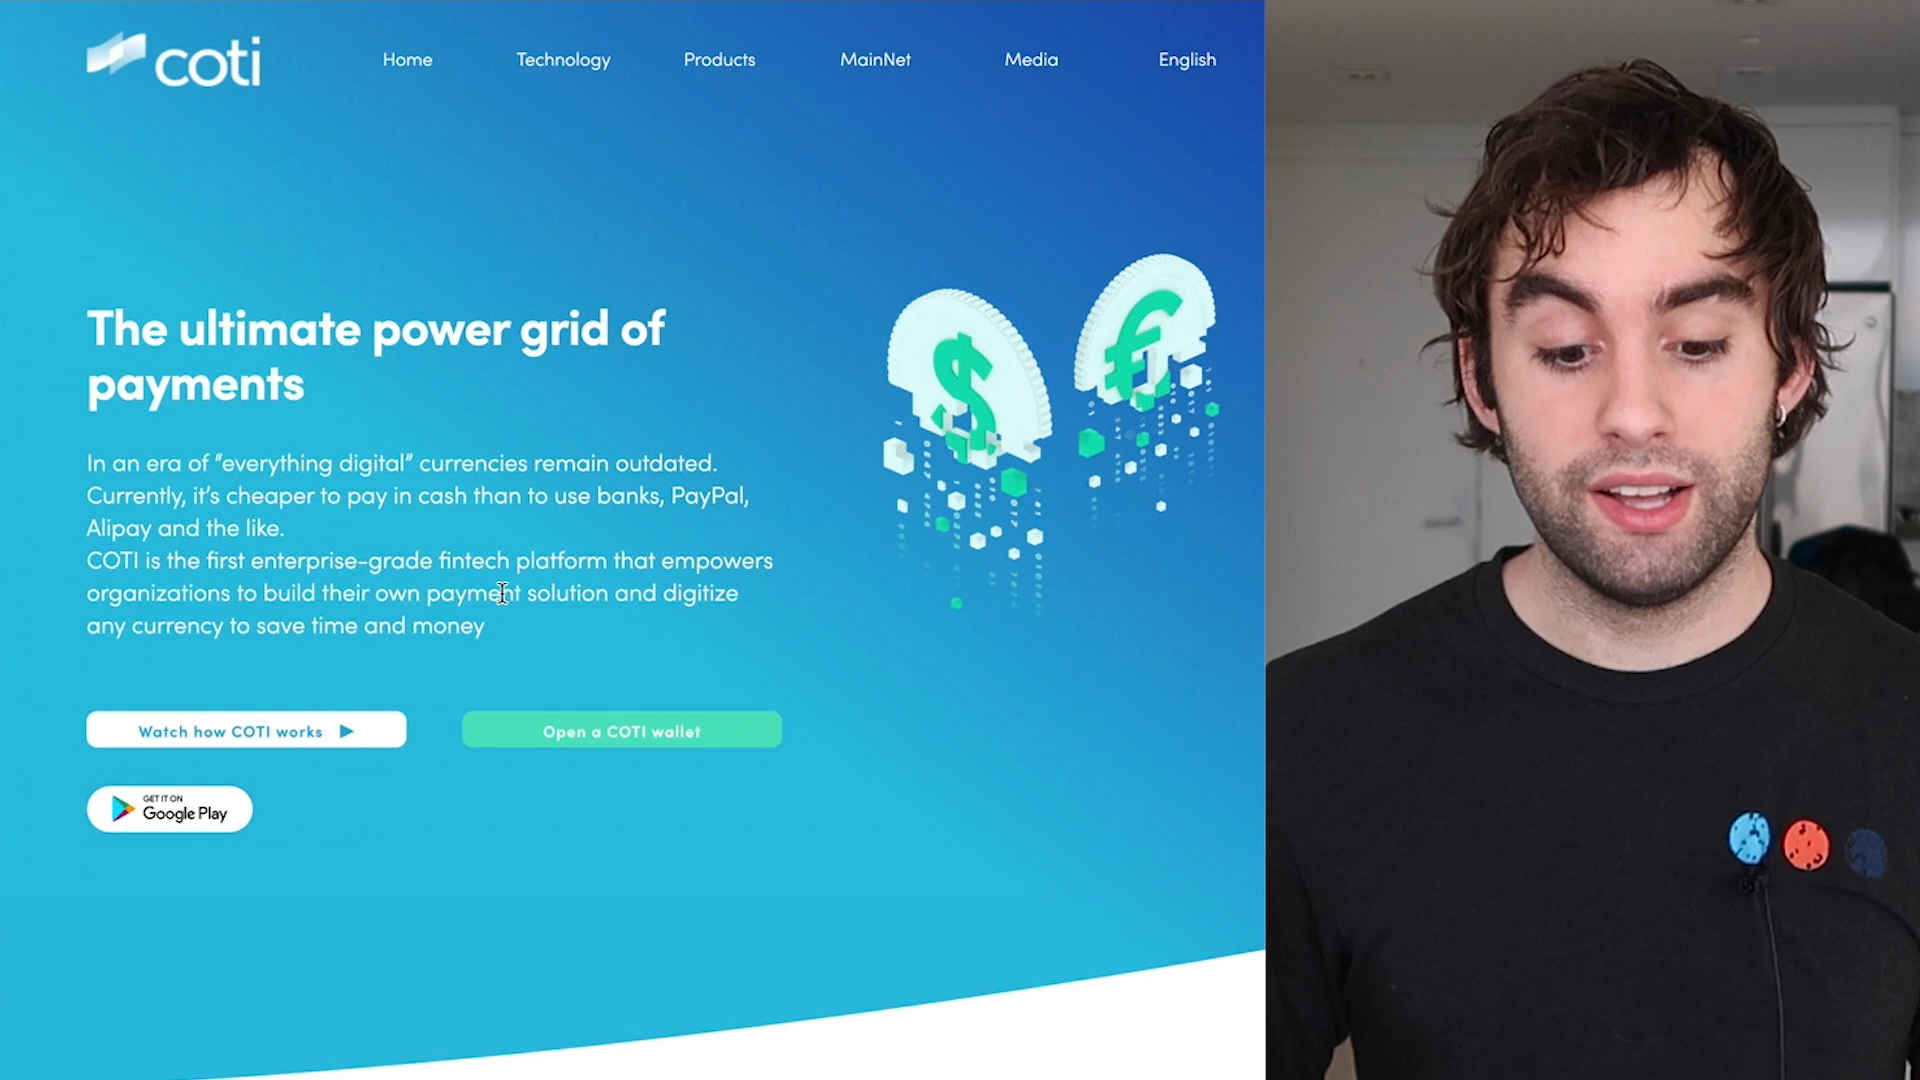 coti
Home
Technology
Products
MainNet
Media
English
The ultimate power grid of
payments
In an era of “everything digital” currencies remain outdated.
Currently, it’s cheaper to pay in cash than to use banks, PayPal,
Alipay and the like.
COTI is the first enterprise-grade fintech platform that empowers
organizations to build their own payment solution and digitize
any currency to save time and money
Watch how COTI works
Open a COTI wallet
GET IT ON
Google Play